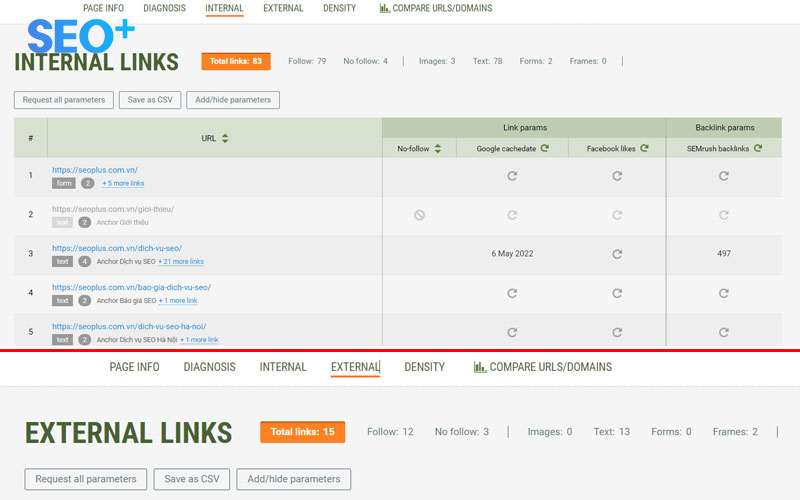 PAGE INFO DIAGNOSIS INTERNAL EXTERNAL DENSITY COMPARE URLS/DOMAINS
SEO+
INTERNAL LINKS Total links: 83 Follow: 79 No follow: 4 Images: 3 Text: 78 Forms: 2 Frames: 0
Request all parameters Save as CSV Add/hide parameters
# URL Link params Backlink params
No-follow Google cachedate Facebook likes SEMrush backlinks
1 https://seoplus.com.vn/
form 2 + 5 more links
2 https://seoplus.com.vn/gioi-thieu/
text 2 Anchor Giới thiệu
3 https://seoplus.com.vn/dich-vu-seo/ 6 May 2022 497
text 4 Anchor Dịch vụ SEO + 21 more links
4 https://seoplus.com.vn/bao-gia-dich-vu-seo/
text 2 Anchor Báo giá SEO + 1 more link
5 https://seoplus.com.vn/dich-vu-seo-ha-noi/
text 2 Anchor Dịch vụ SEO Hà Nội + 1 more link
PAGE INFO DIAGNOSIS INTERNAL EXTERNAL DENSITY COMPARE URLS/DOMAINS
EXTERNAL LINKS Total links: 15 Follow: 12 No follow: 3 Images: 0 Text: 13 Forms: 0 Frames: 2
Request all parameters Save as CSV Add/hide parameters